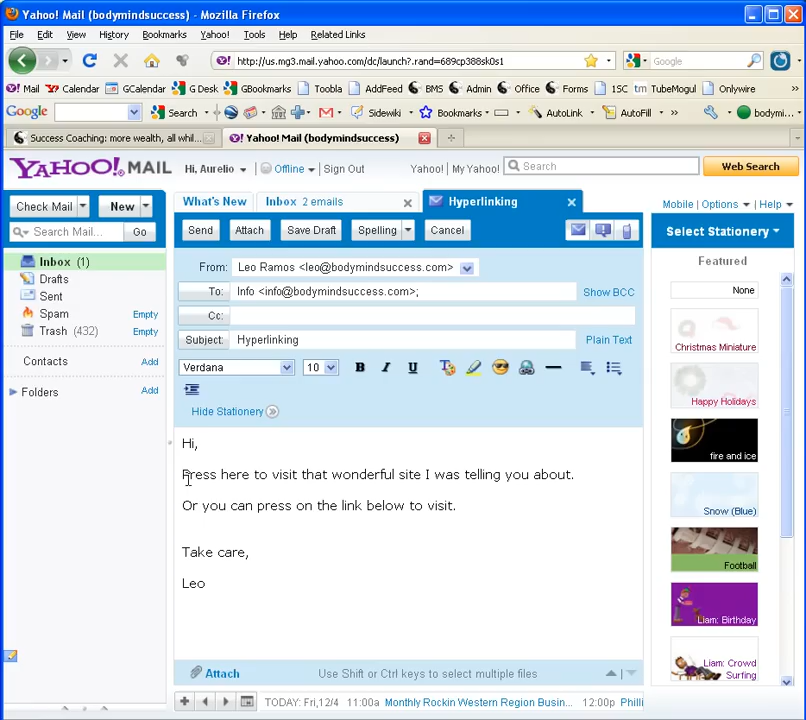 Yahoo! Mail (bodymindsuccess) - Mozilla Firefox
File Edit View History Bookmarks Yahoo! Tools Help Related Links
http://us.mg3.mail.yahoo.com/dc/launch?.rand=689cp388sk0s1 Google
Mail Calendar GCalendar G Desk GBookmarks Toobla AddFeed Bksh Admin Office Forms 1SC tm TubeMogul Onlywire
Google Search Sidewiki Bookmarks AutoLink AutoFill bodymi...
Success Coaching: more wealth, all whil... Yahoo! Mail (bodymindsuccess)
YAHOO! MAIL Hi, Aurelio Offline Sign Out Yahoo! My Yahoo! Search Web Search
Check Mail New What's New Inbox 2 emails Hyperlinking Mobile Options Help
Search Mail... Go Send Attach Save Draft Spelling Cancel Select Stationery
Inbox (1) From: Leo Ramos <leo@bodymindsuccess.com> Featured
Drafts
Sent To: Info <info@bodymindsuccess.com>; Show BCC None
Spam Empty Cc:
Trash (432) Empty Subject: Hyperlinking Plain Text Christmas Miniature
Contacts Add Verdana 10 B I U
Folders Add Happy Holidays
Hide Stationery
Hi, fire and ice
Press here to visit that wonderful site I was telling you about.
Or you can press on the link below to visit. Snow (Blue)
Take care, Football
Leo
Liam: Birthday
Attach Use Shift or Ctrl keys to select multiple files Liam: Crowd
Surfing
TODAY: Fri,12/4 11:00a Monthly Rockin Western Region Busin... 12:00p Philli